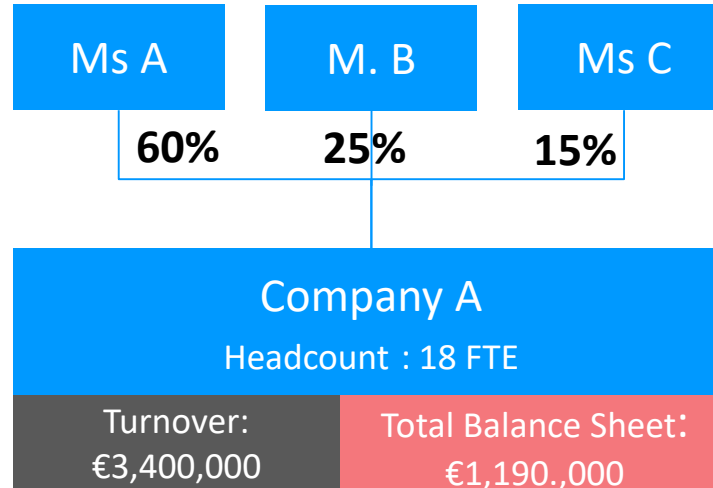 Ms A
M. B
Ms C
60%
25%
15%
Company A
Headcount : 18 FTE
Turnover:
€3,400,000
Total Balance Sheet:
€1,190.,000